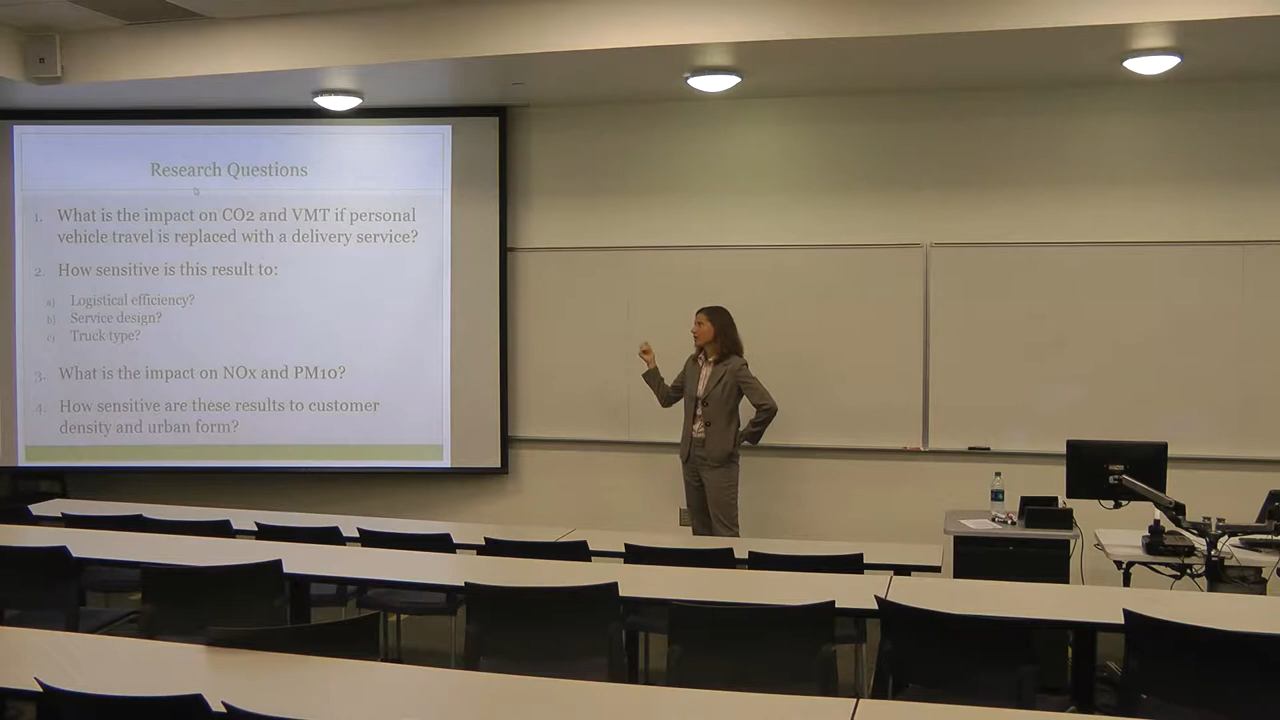 Research Questions
1. What is the impact on CO2 and VMT if personal
vehicle travel is replaced with a delivery service?
2. How sensitive is this result to:
a) Logistical efficiency?
b) Service design?
c) Truck type?
3. What is the impact on NOx and PM10?
4. How sensitive are these results to customer
density and urban form?